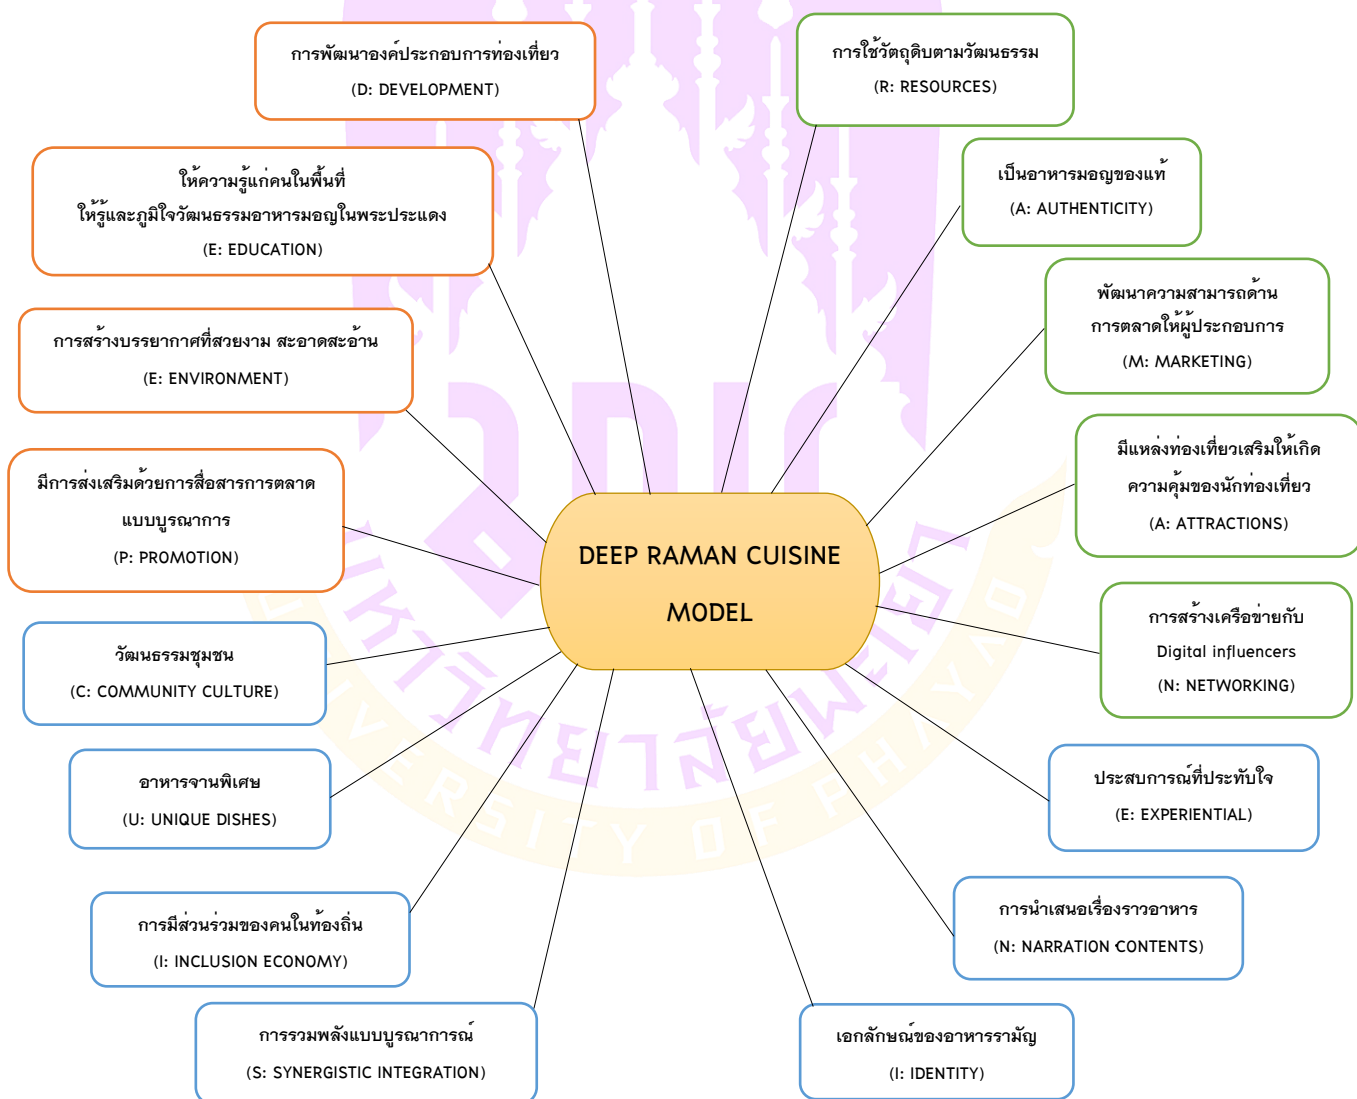 การพัฒนาองค์ประกอบการท่องเที่ยว
(D: DEVELOPMENT)
ให้ความรู้แก่คนในพื้นที่
ให้รู้และภูมิใจวัฒนธรรมอาหารมอญในพระประแดง
(E: EDUCATION)
การสร้างบรรยากาศที่สวยงาม สะอาดสะอ้าน
(E: ENVIRONMENT)
มีการส่งเสริมด้วยการสื่อสารการตลาด
แบบบูรณาการ
(P: PROMOTION)
การใช้วัตถุดิบตามวัฒนธรรม
(R: RESOURCES)
เป็นอาหารมอญของแท้
(A: AUTHENTICITY)
พัฒนาความสามารถด้าน
การตลาดให้ผู้ประกอบการ
(M: MARKETING)
มีแหล่งท่องเที่ยวเสริมให้เกิด
ความคุ้มของนักท่องเที่ยว
(A: ATTRACTIONS)
การสร้างเครือข่ายกับ
Digital influencers
(N: NETWORKING)
DEEP RAMAN CUISINE
MODEL
วัฒนธรรมชุมชน
(C: COMMUNITY CULTURE)
อาหารจานพิเศษ
(U: UNIQUE DISHES)
การมีส่วนร่วมของคนในท้องถิ่น
(I: INCLUSION ECONOMY)
การรวมพลังแบบบูรณาการณ์
(S: SYNERGISTIC INTEGRATION)
เอกลักษณ์ของอาหารรามัญ
(I: IDENTITY)
การนำเสนอเรื่องราวอาหาร
(N: NARRATION CONTENTS)
ประสบการณ์ที่ประทับใจ
(E: EXPERIENTIAL)
มหาวิทยาลัยพะเยา
UNIVERSITY OF PHAYAO